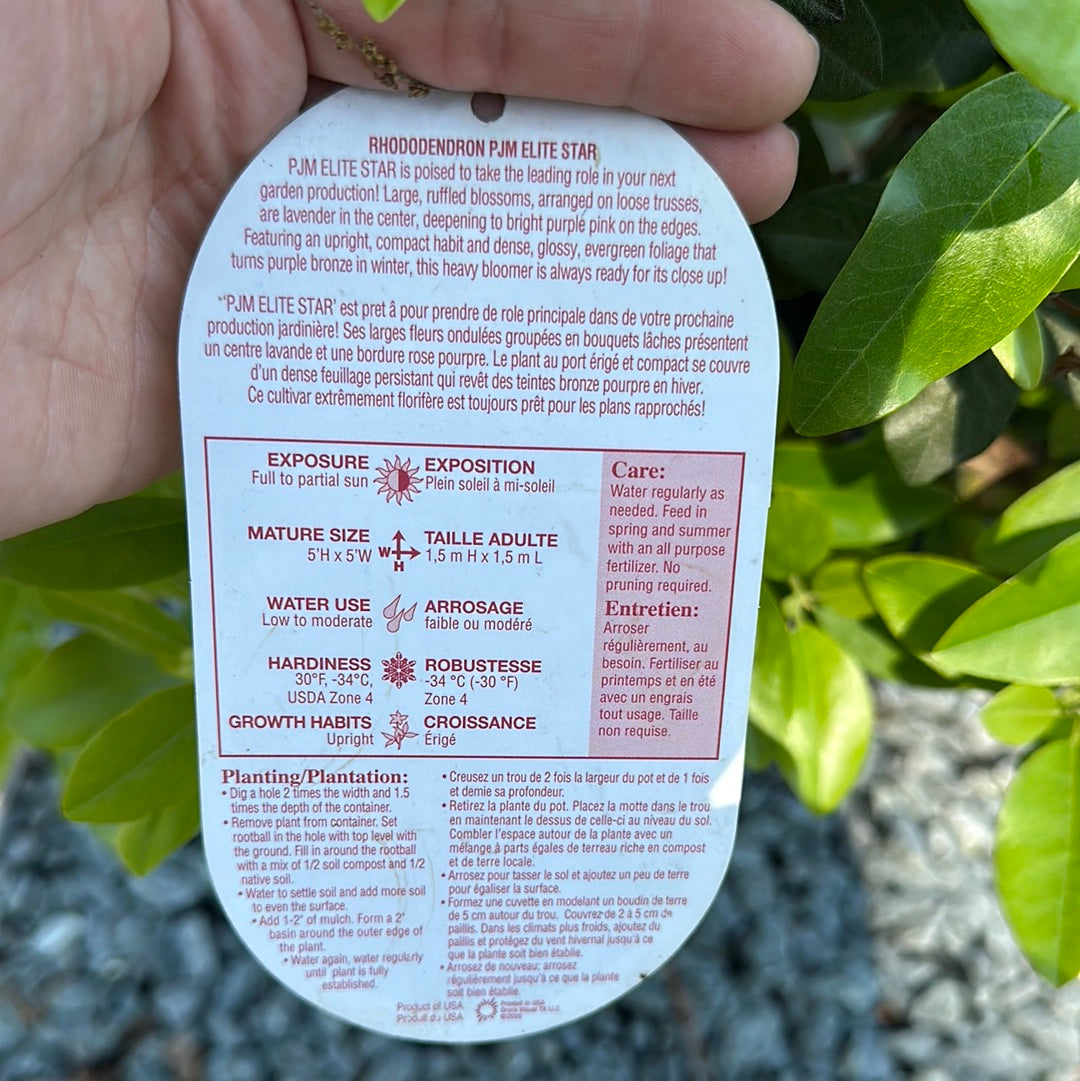 RHODODENDRON PJM ELITE STAR
PJM ELITE STAR is poised to take the leading role in your next
garden production! Large, ruffled blossoms, arranged on loose trusses,
are lavender in the center, deepening to bright purple pink on the edges.
Featuring an upright, compact habit and dense, glossy, evergreen foliage that
turns purple bronze in winter, this heavy bloomer is always ready for its close up!
'‘PJM ELITE STAR’ est pret â pour prendre de role principale dans de votre prochaine
production jardinière! Ses larges fleurs ondulées groupées en bouquets lâches présentent
un centre lavande et une bordure rose pourpre. Le plant au port érigé et compact se couvre
d'un dense feuillage persistant qui revêt des teintes bronze pourpre en hiver.
Ce cultivar extrêmement florifère est toujours prêt pour les plans rapprochés!
EXPOSURE
Full to partial sun
EXPOSITION
Plein soleil à mi-soleil
MATURE SIZE
5'H x 5'W
W
H
TAILLE ADULTE
1,5 m H x 1,5 m L
WATER USE
Low to moderate
ARROSAGE
faible ou modéré
HARDINESS
30°F, -34°C,
USDA Zone 4
ROBUSTESSE
-34 °C (-30 °F)
Zone 4
GROWTH HABITS
Upright
CROISSANCE
Érigé
Care:
Water regularly as
needed. Feed in
spring and summer
with an all purpose
fertilizer. No
pruning required.
Entretien:
Arroser
régulièrement, au
besoin. Fertiliser au
printemps et en été
avec un engrais
tout usage. Taille
non requise.
Planting/Plantation:
• Dig a hole 2 times the width and 1.5
times the depth of the container.
• Remove plant from container. Set
rootball in the hole with top level with
the ground. Fill in around the rootball
with a mix of 1/2 soil compost and 1/2
native soil.
• Water to settle soil and add more soil
to even the surface.
• Add 1-2" of mulch. Form a 2"
basin around the outer edge of
the plant.
• Water again, water regularly
until plant is fully
established.
• Creusez un trou de 2 fois la largeur du pot et de 1 fois
et demie sa profondeur.
• Retirez la plante du pot. Placez la motte dans le trou
en maintenant le dessus de celle-ci au niveau du sol.
Combler l'espace autour de la plante avec un
mélange à parts égales de terreau riche en compost
et de terre locale.
• Arrosez pour tasser le sol et ajoutez un peu de terre
pour égaliser la surface.
• Formez une cuvette en modelant un boudin de terre
de 5 cm autour du trou. Couvrez de 2 à 5 cm de
paillis. Dans les climats plus froids, ajoutez du
paillis et protégez du vent hivernal jusqu'à ce
que la plante soit bien établie.
• Arrosez de nouveau; arrosez
régulièrement jusqu'à ce que la plante
soit bien établie.
Product of USA
Produit du USA
Printed in USA